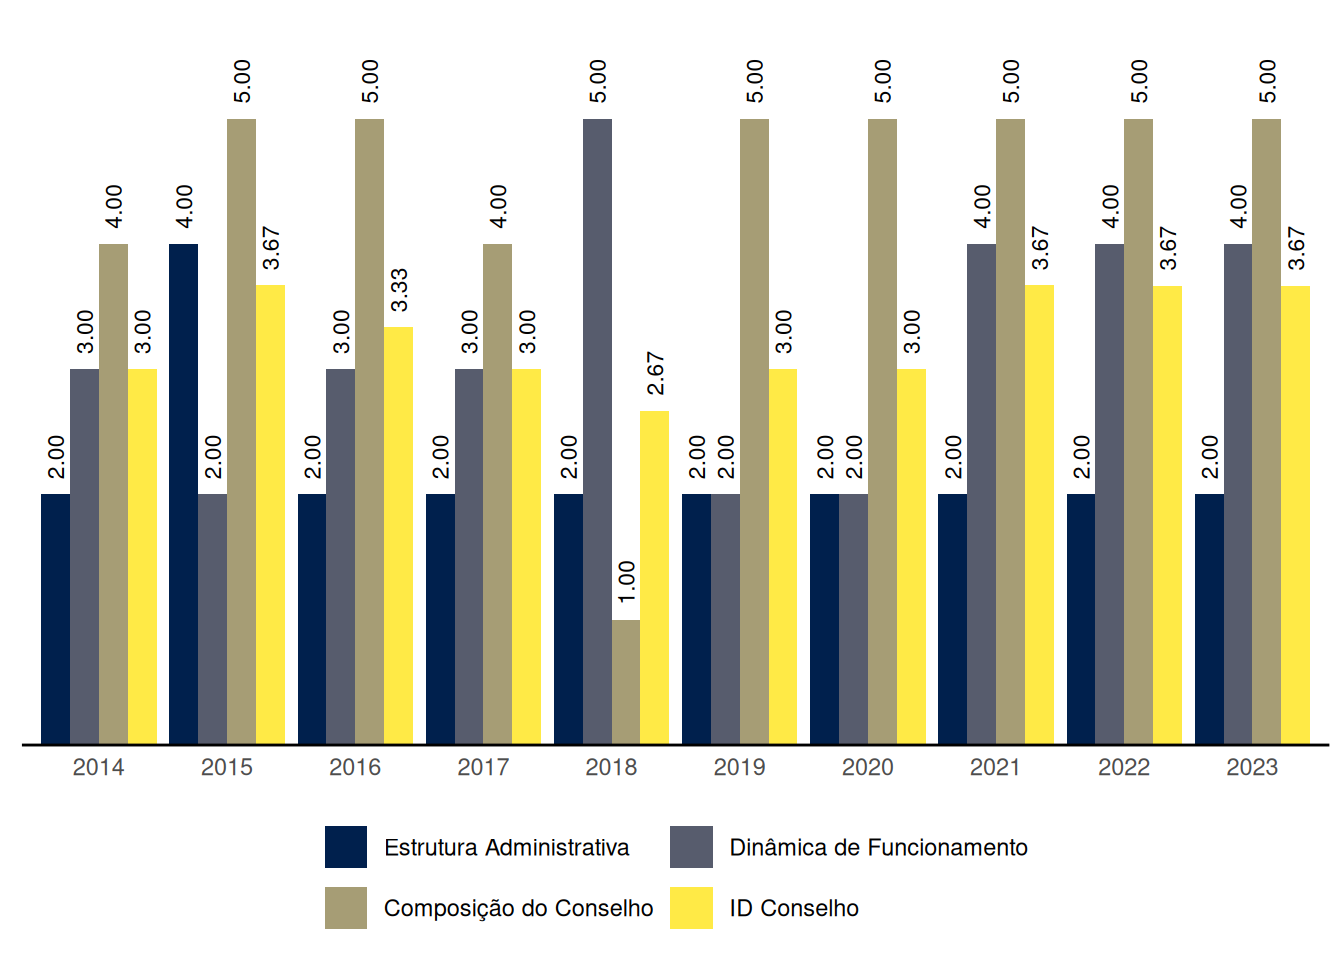 2.00 3.00 4.00 3.00 4.00 2.00 5.00 3.67 2.00 3.00 5.00 3.33 2.00 3.00 4.00 3.00 2.00 5.00 1.00 2.67 2.00 2.00 5.00 3.00 2.00 2.00 5.00 3.00 2.00 4.00 5.00 3.67 2.00 4.00 5.00 3.67 2.00 4.00 5.00 3.67
2014 2015 2016 2017 2018 2019 2020 2021 2022 2023
Estrutura Administrativa Dinâmica de Funcionamento
Composição do Conselho ID Conselho